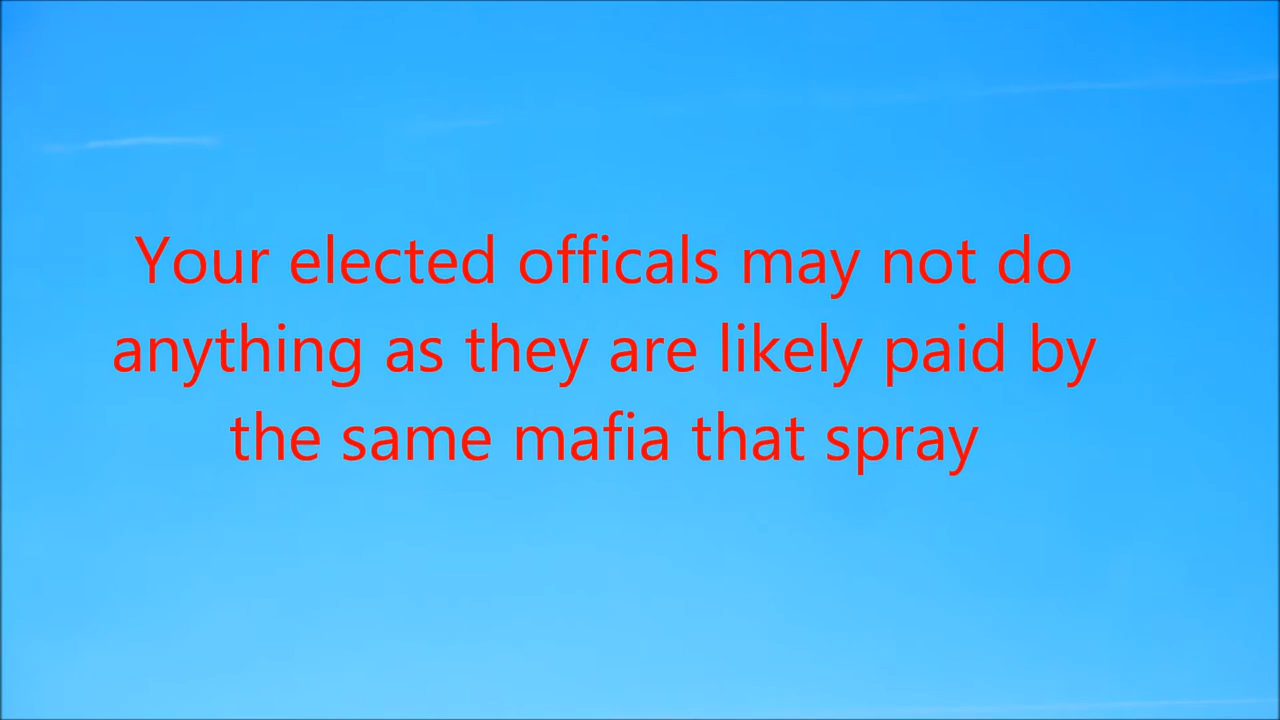 Your elected officals may not do
anything as they are likely paid by
the same mafia that spray